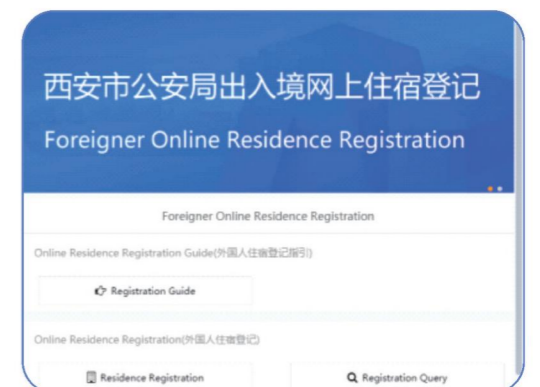 西安市公安局出入境网上住宿登记
Foreigner Online Residence Registration
Foreigner Online Residence Registration
Online Residence Registration Guide(外国人住宿登记指引)
Registration Guide
Online Residence Registration(外国人住宿登记)
Residence Registration
Registration Query